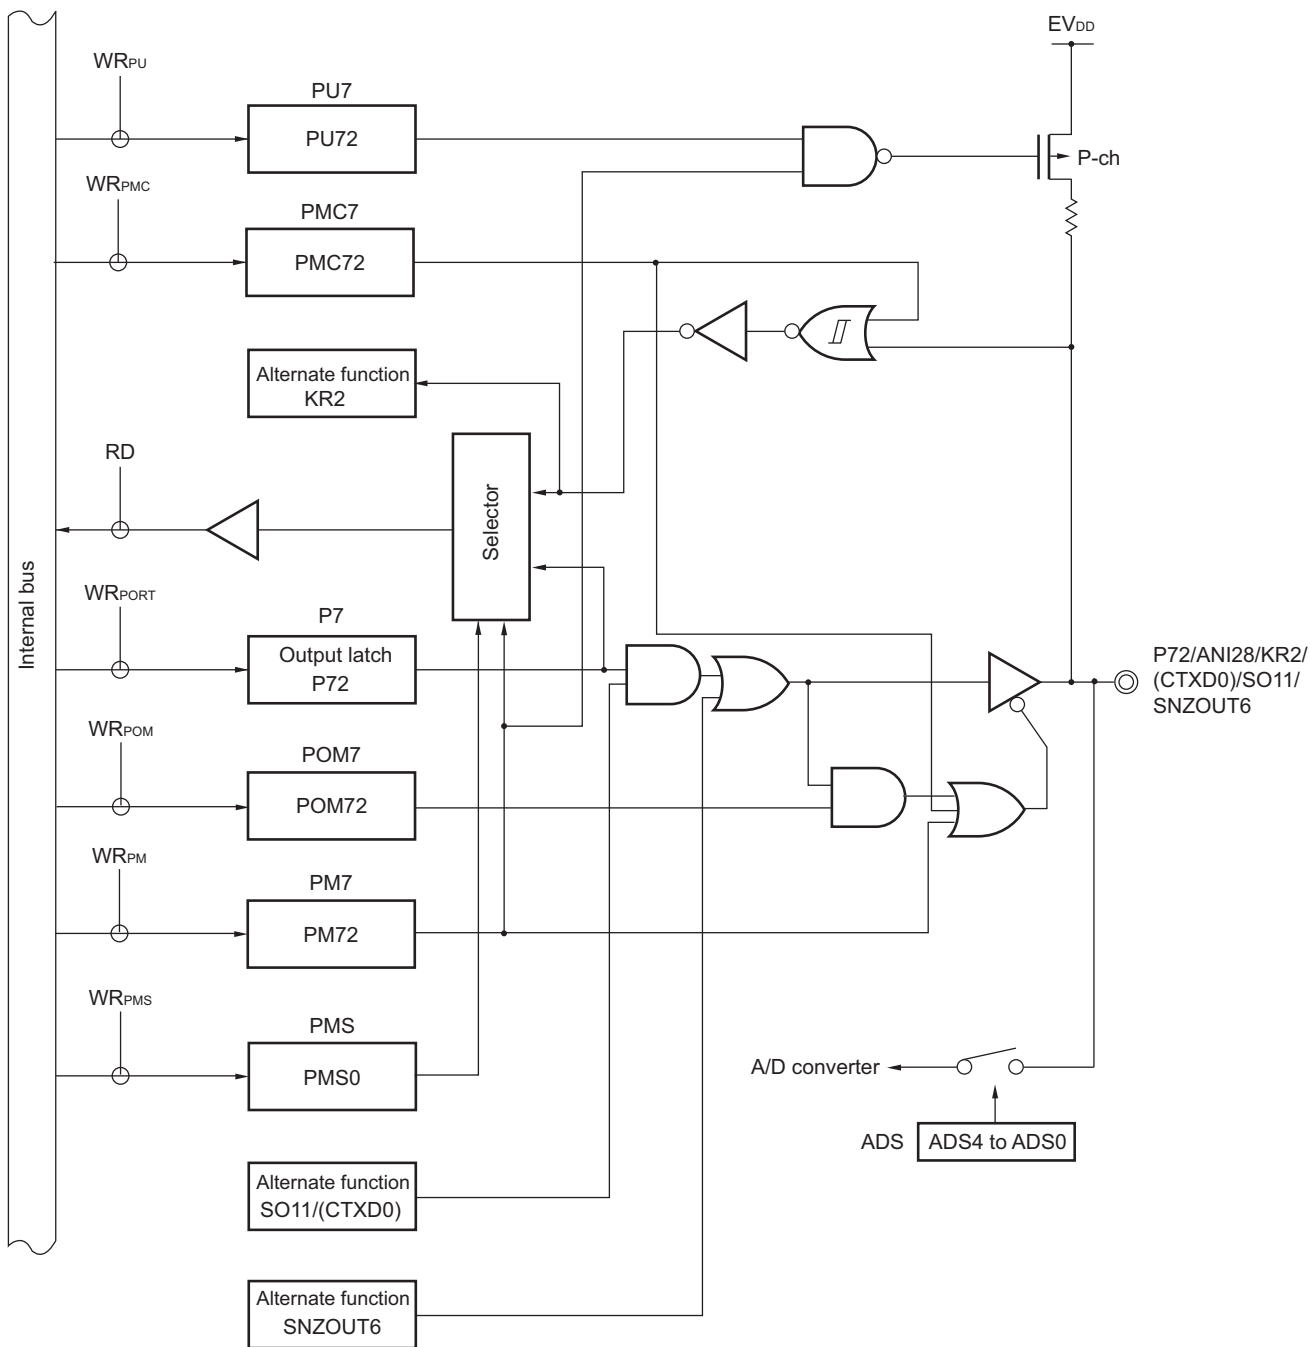 EVDD
WRPU
PU7
PU72
P-ch
WRPMC
PMC7
PMC72
Alternate function
KR2
RD
Selector
Internal bus
WRPORT
P7
Output latch
P72
P72/ANI28/KR2/
(CTXD0)/SO11/
SNZOUT6
WRPOM
POM7
POM72
WRPM
PM7
PM72
WRPMS
PMS
PMS0
A/D converter
ADS
ADS4 to ADS0
Alternate function
SO11/(CTXD0)
Alternate function
SNZOUT6